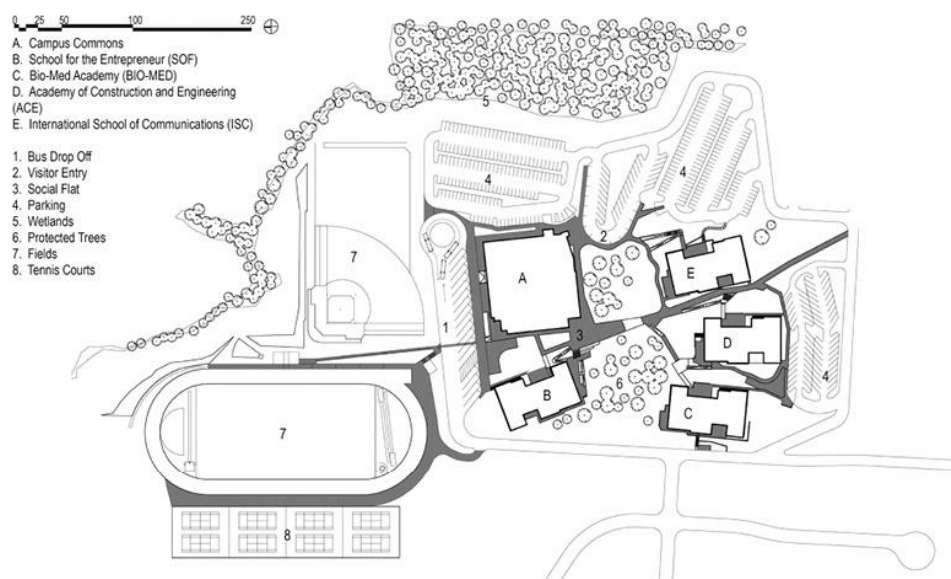 0 25 50 100 250
A. Campus Commons
B. School for the Entrepreneur (SOF)
C. Bio-Med Academy (BIO-MED)
D. Academy of Construction and Engineering
(ACE)
E. International School of Communications (ISC)
1. Bus Drop Off
2. Visitor Entry
3. Social Flat
4. Parking
5. Wetlands
6. Protected Trees
7. Fields
8. Tennis Courts
5
4
4
2
7
A
E
1
3
D
6
4
B
C
7
8